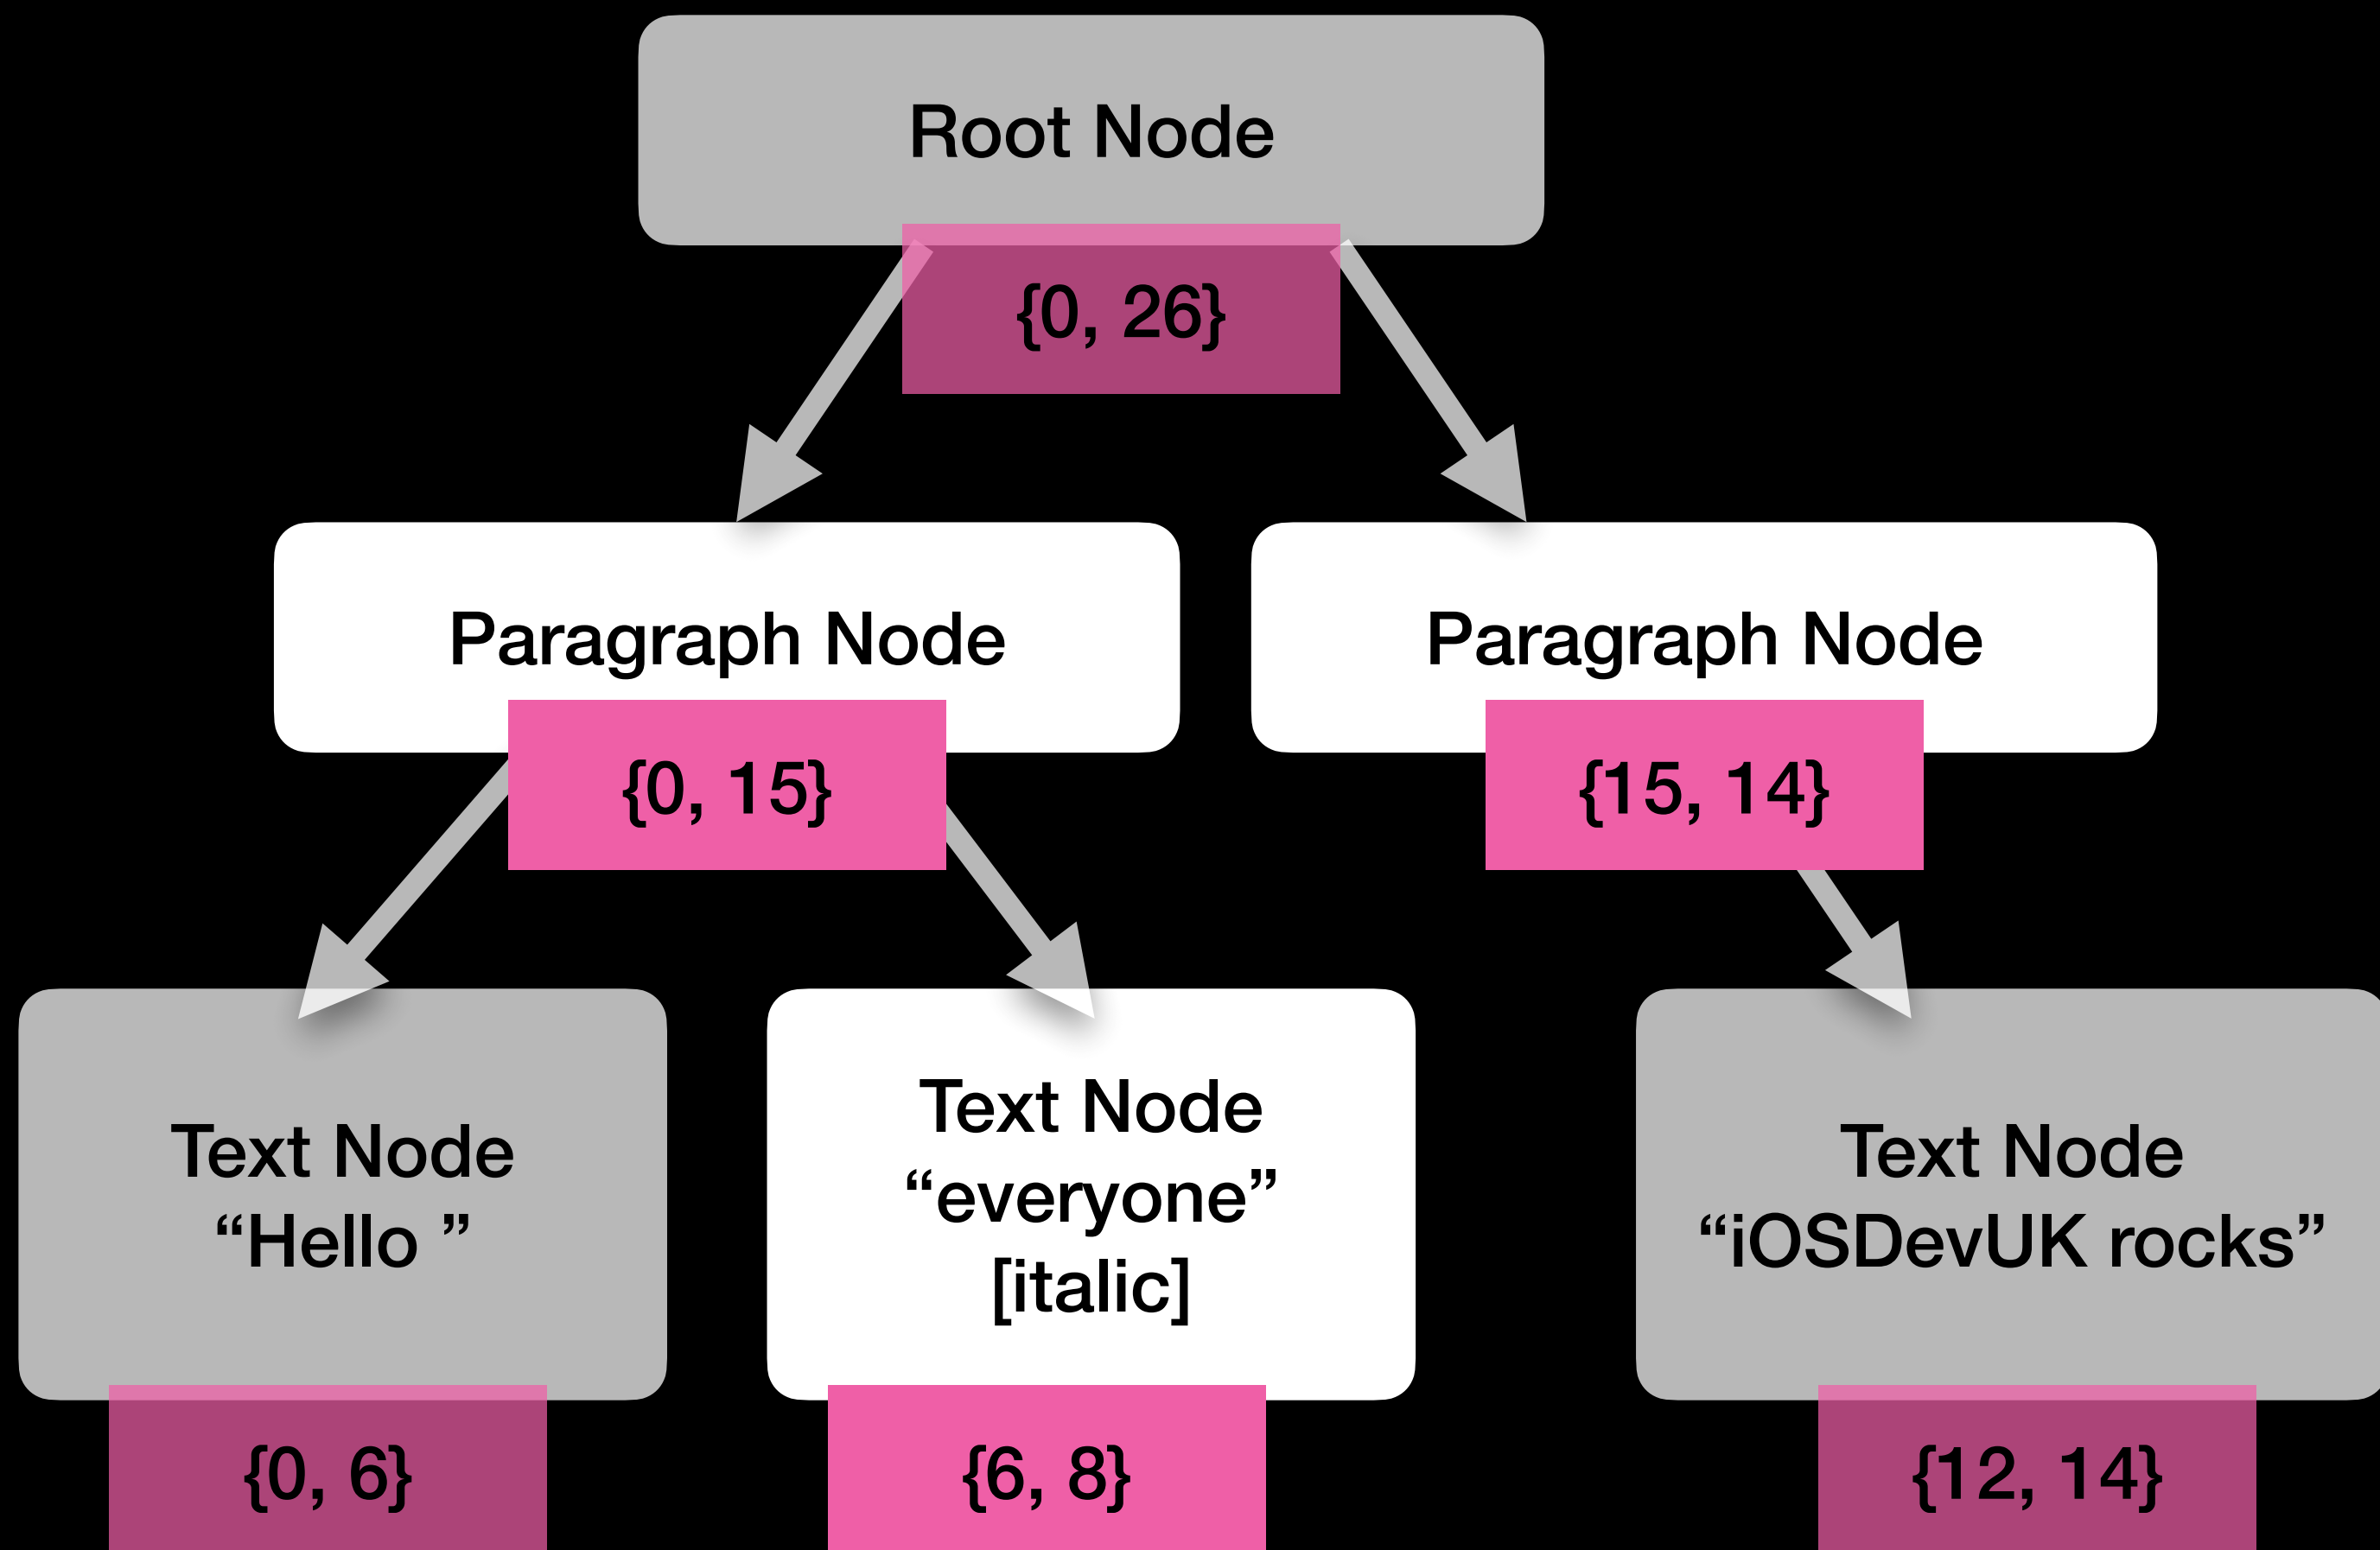 Root Node
{0, 26}
Paragraph Node
{0, 15}
Paragraph Node
{15, 14}
Text Node
“Hello ”
{0, 6}
Text Node
“everyone”
[italic]
{6, 8}
Text Node
“iOSDevUK rocks”
{12, 14}